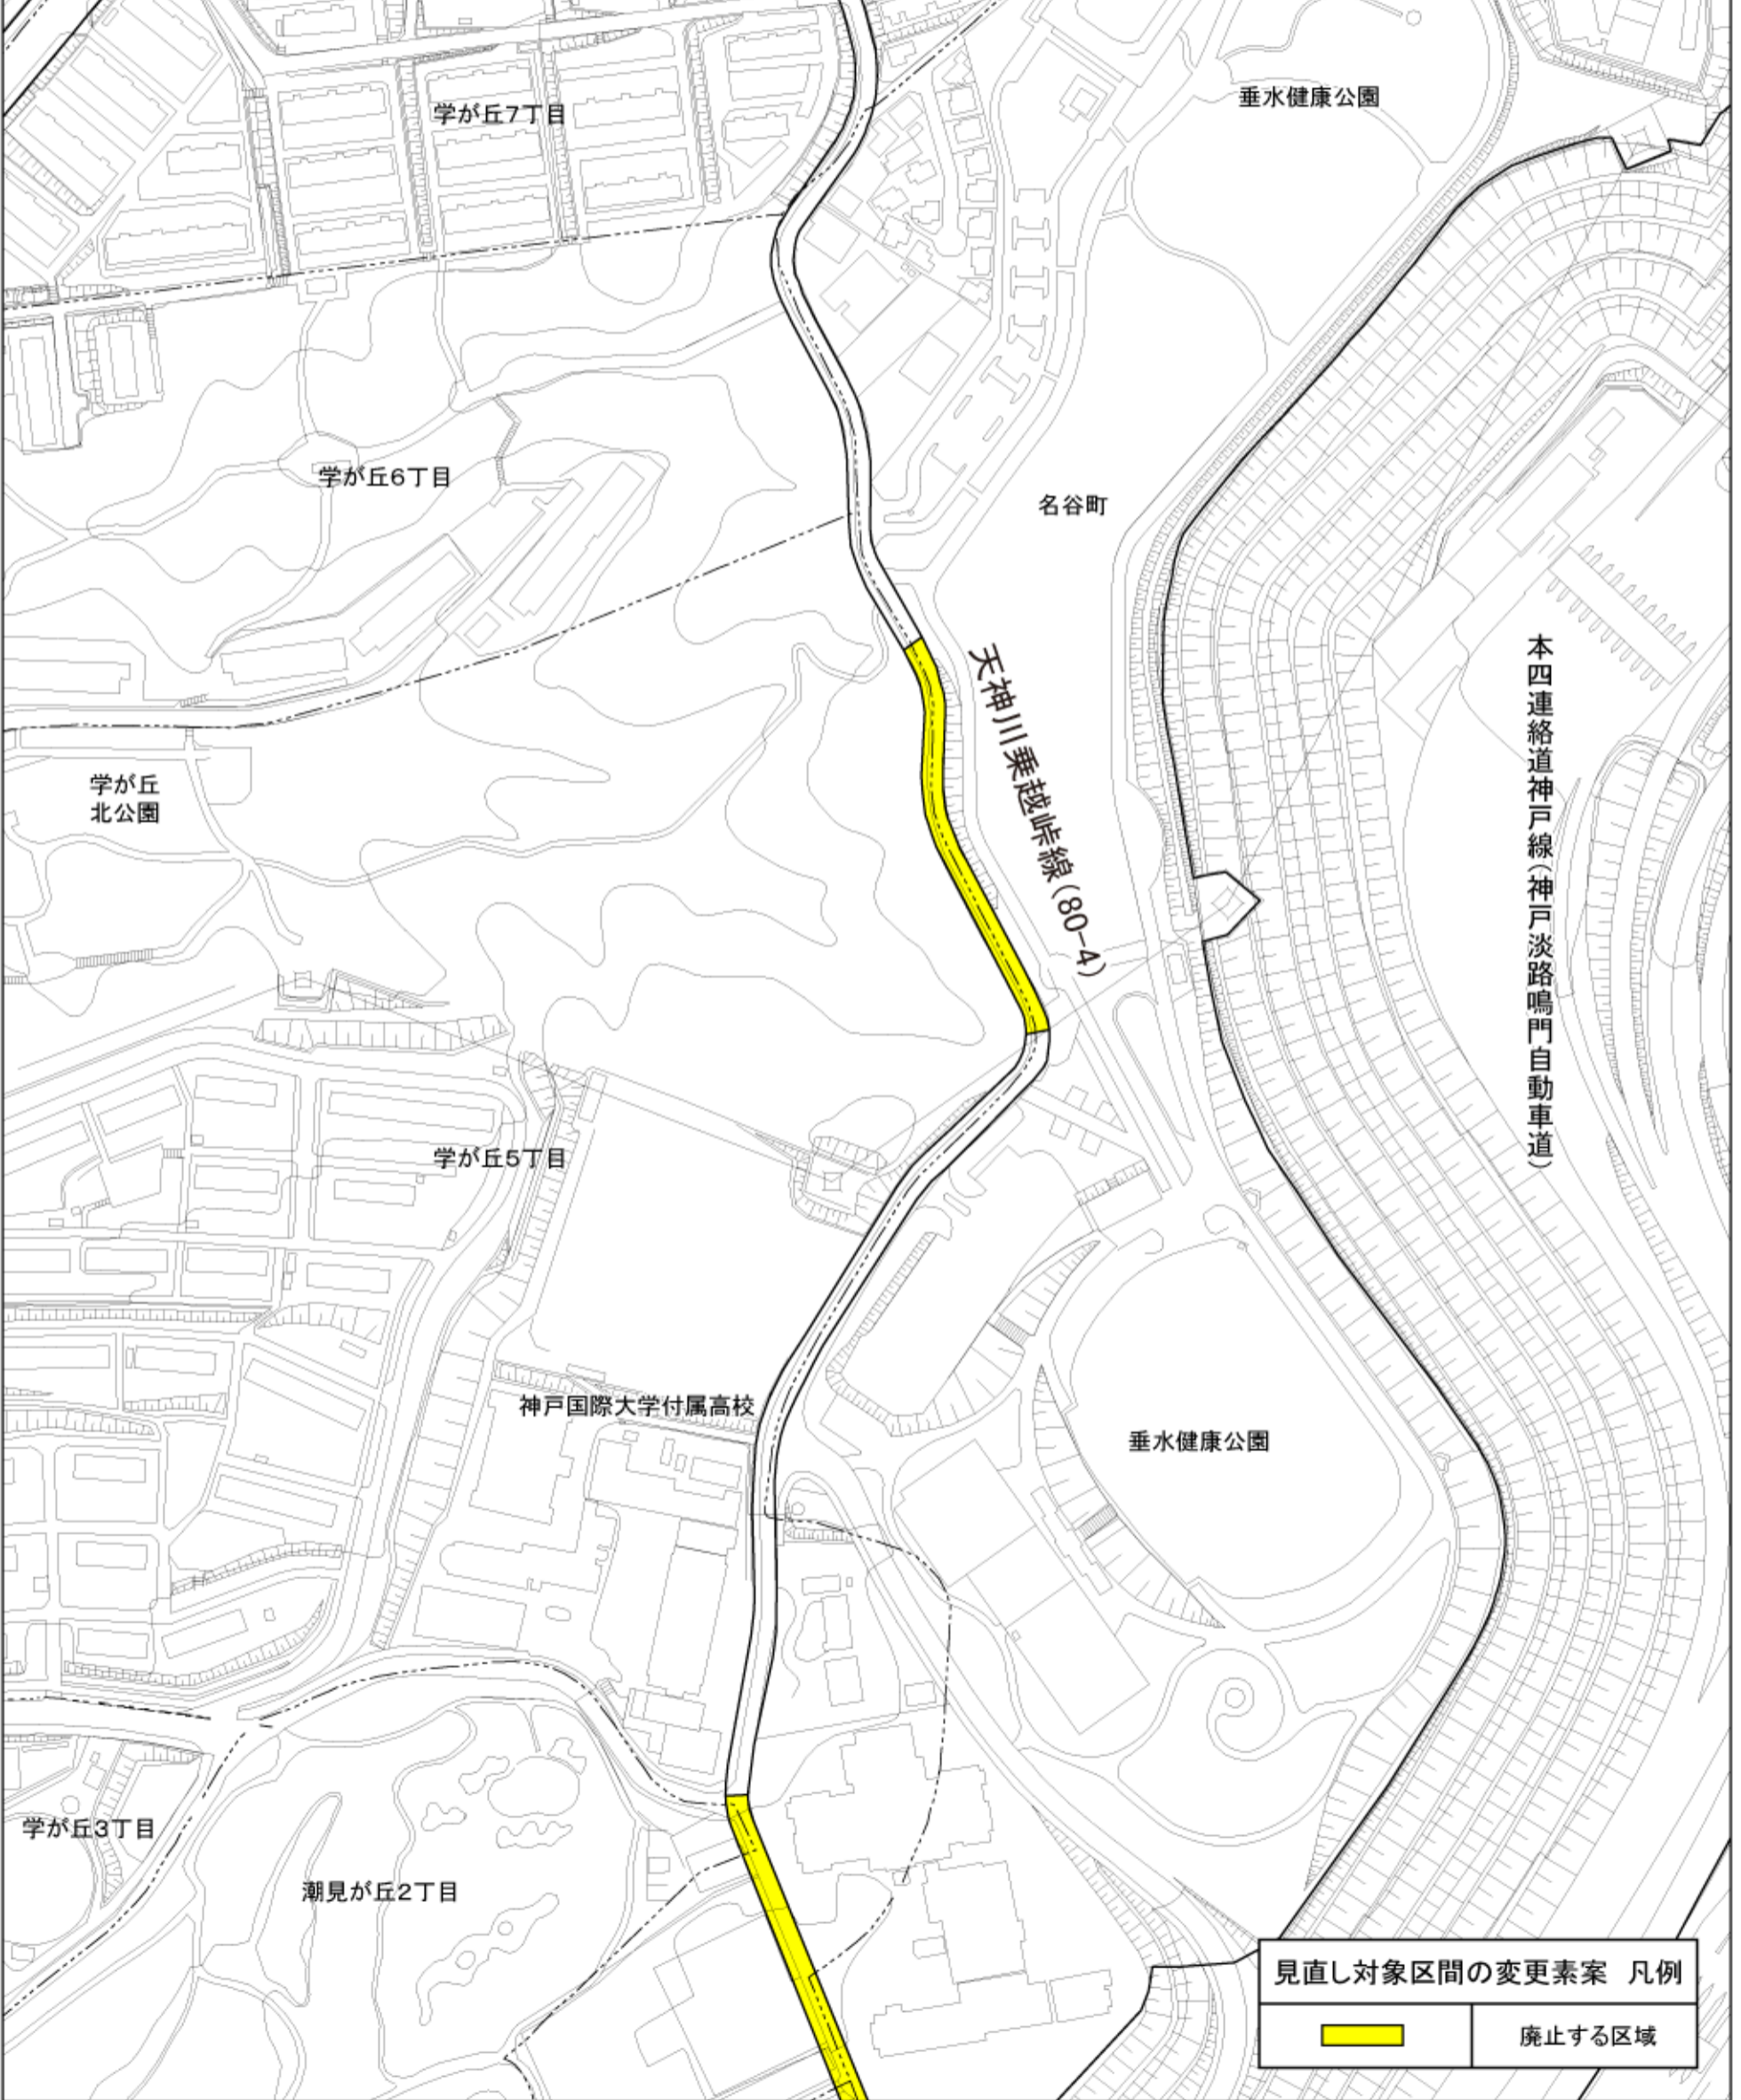 垂水健康公園
学が丘7丁目
学が丘6丁目
名谷町
本四連絡道神戸線（神戸淡路鳴門自動車道）
天神川乗越峠線（80-4）
学が丘
北公園
学が丘5丁目
神戸国際大学付属高校
垂水健康公園
学が丘3丁目
潮見が丘2丁目
見直し対象区間の変更素案　凡例
廃止する区域